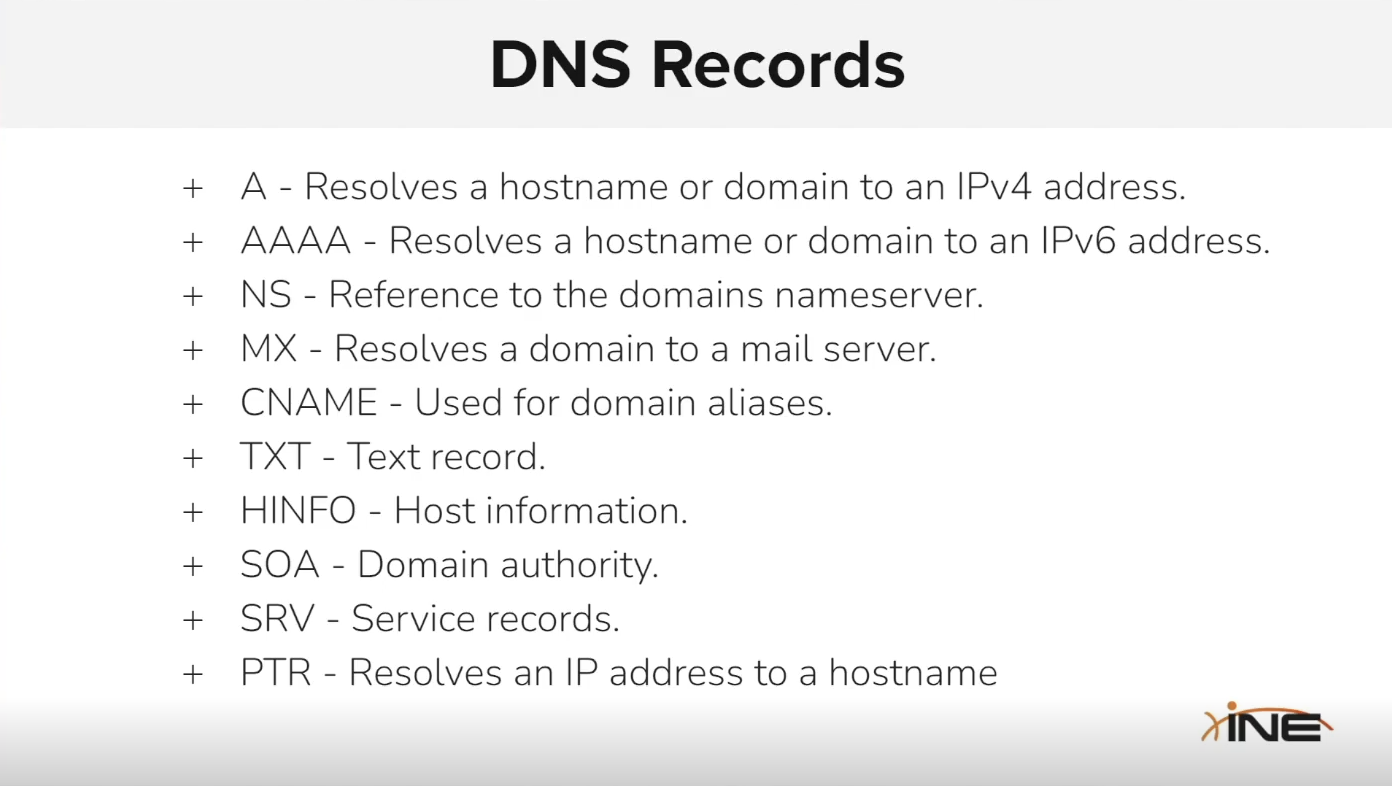 DNS Records
+ A - Resolves a hostname or domain to an IPv4 address.
+ AAAA - Resolves a hostname or domain to an IPv6 address.
+ NS - Reference to the domains nameserver.
+ MX - Resolves a domain to a mail server.
+ CNAME - Used for domain aliases.
+ TXT - Text record.
+ HINFO - Host information.
+ SOA - Domain authority.
+ SRV - Service records.
+ PTR - Resolves an IP address to a hostname
INE